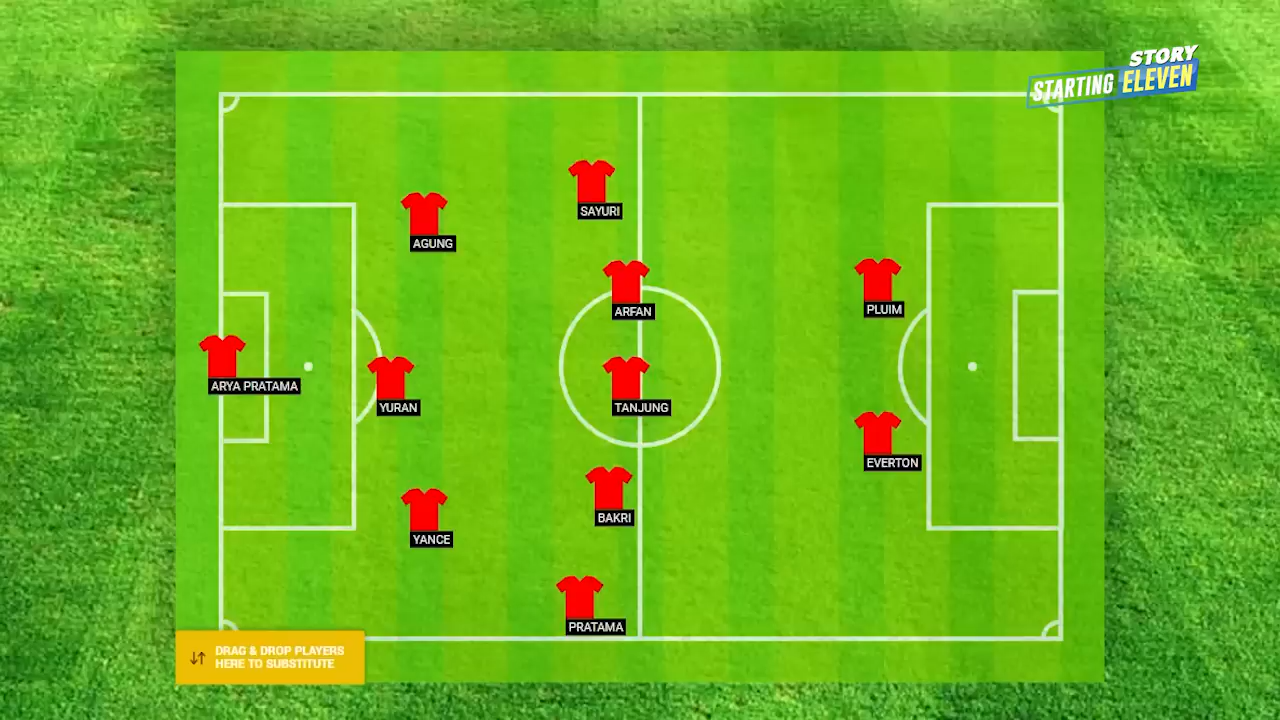 STORY
STARTING ELEVEN
SAYURI
AGUNG
ARFAN
PLUIM
ARYA PRATAMA
YURAN
TANJUNG
EVERTON
BAKRI
YANCE
PRATAMA
DRAG & DROP PLAYERS
HERE TO SUBSTITUTE